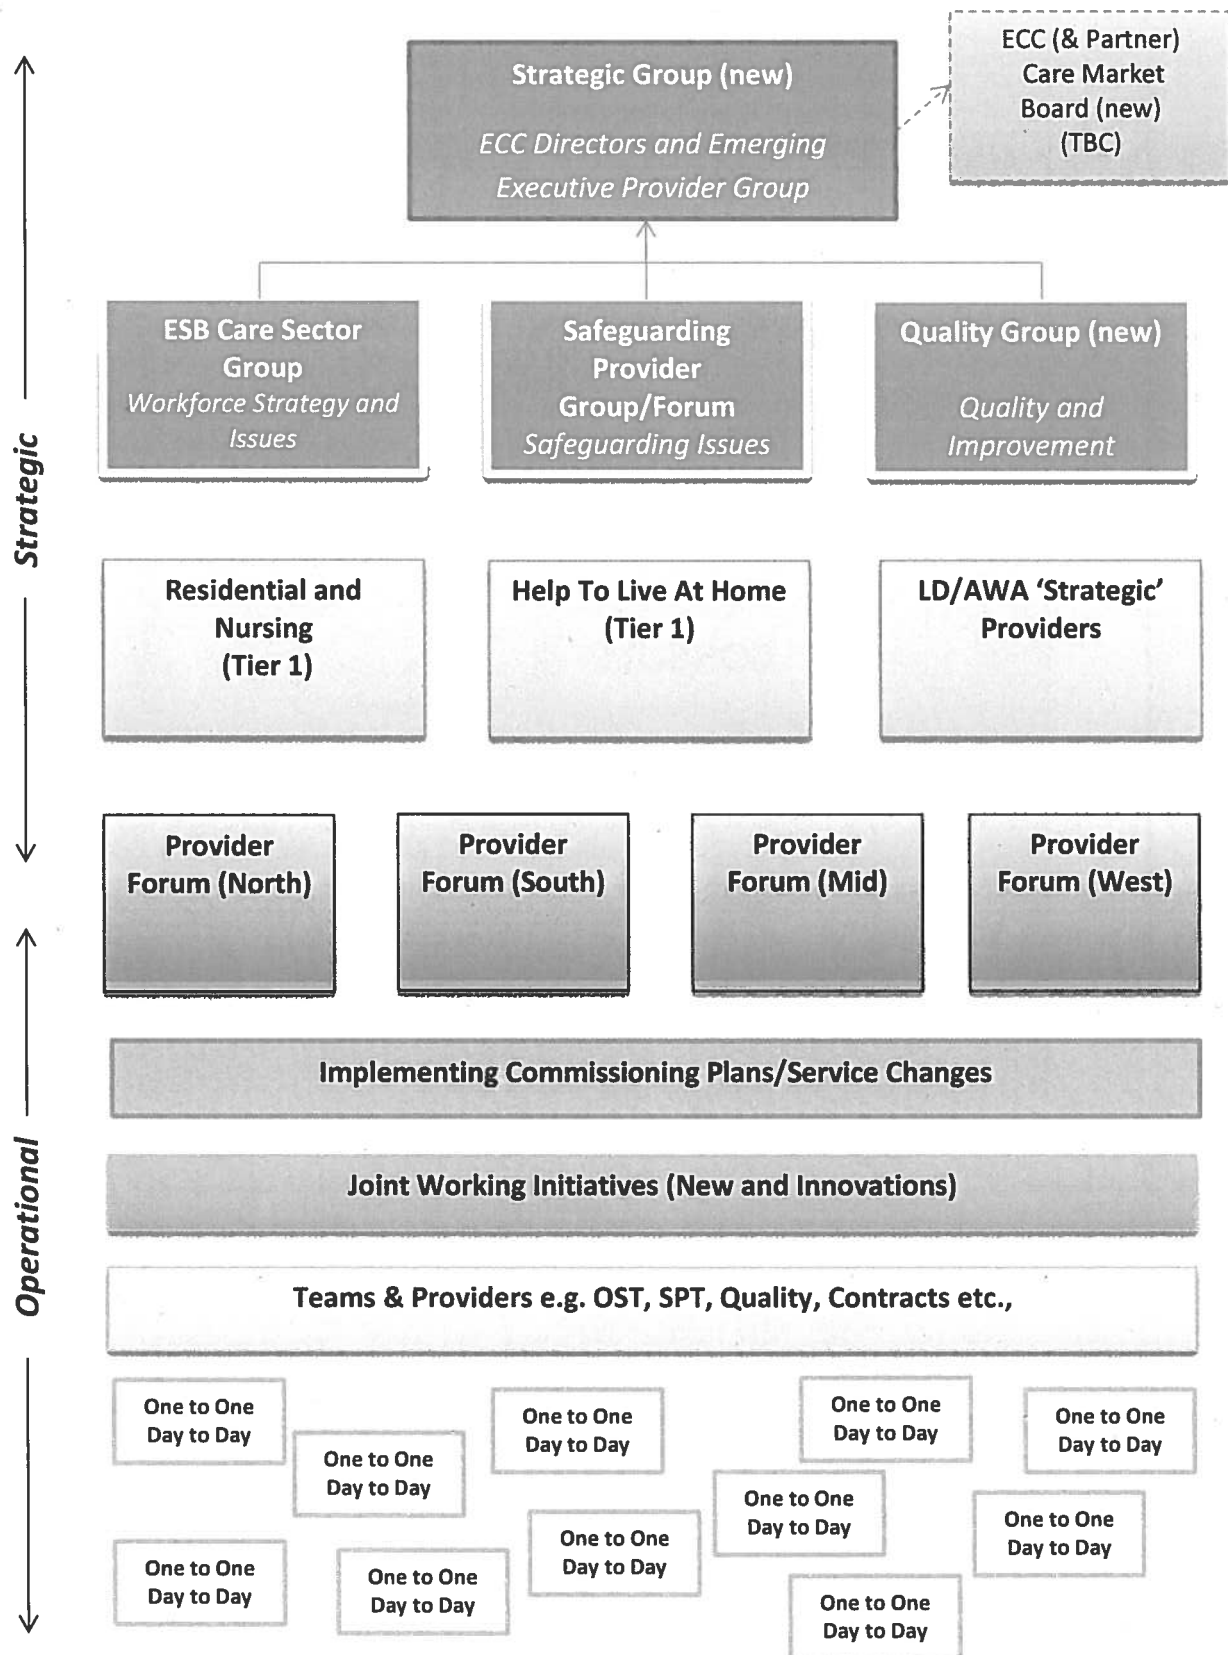 Strategic Group (new)
ECC Directors and Emerging
Executive Provider Group
ECC (& Partner)
Care Market
Board (new)
(TBC)
Strategic
ESB Care Sector
Group
Workforce Strategy and
Issues
Safeguarding
Provider
Group/Forum
Safeguarding Issues
Quality Group (new)
Quality and
Improvement
Residential and
Nursing
(Tier 1)
Help To Live At Home
(Tier 1)
LD/AWA ‘Strategic’
Providers
Provider
Forum (North)
Provider
Forum (South)
Provider
Forum (Mid)
Provider
Forum (West)
Operational
Implementing Commissioning Plans/Service Changes
Joint Working Initiatives (New and Innovations)
Teams & Providers e.g. OST, SPT, Quality, Contracts etc.,
One to One
Day to Day
One to One
Day to Day
One to One
Day to Day
One to One
Day to Day
One to One
Day to Day
One to One
Day to Day
One to One
Day to Day
One to One
Day to Day
One to One
Day to Day
One to One
Day to Day
One to One
Day to Day